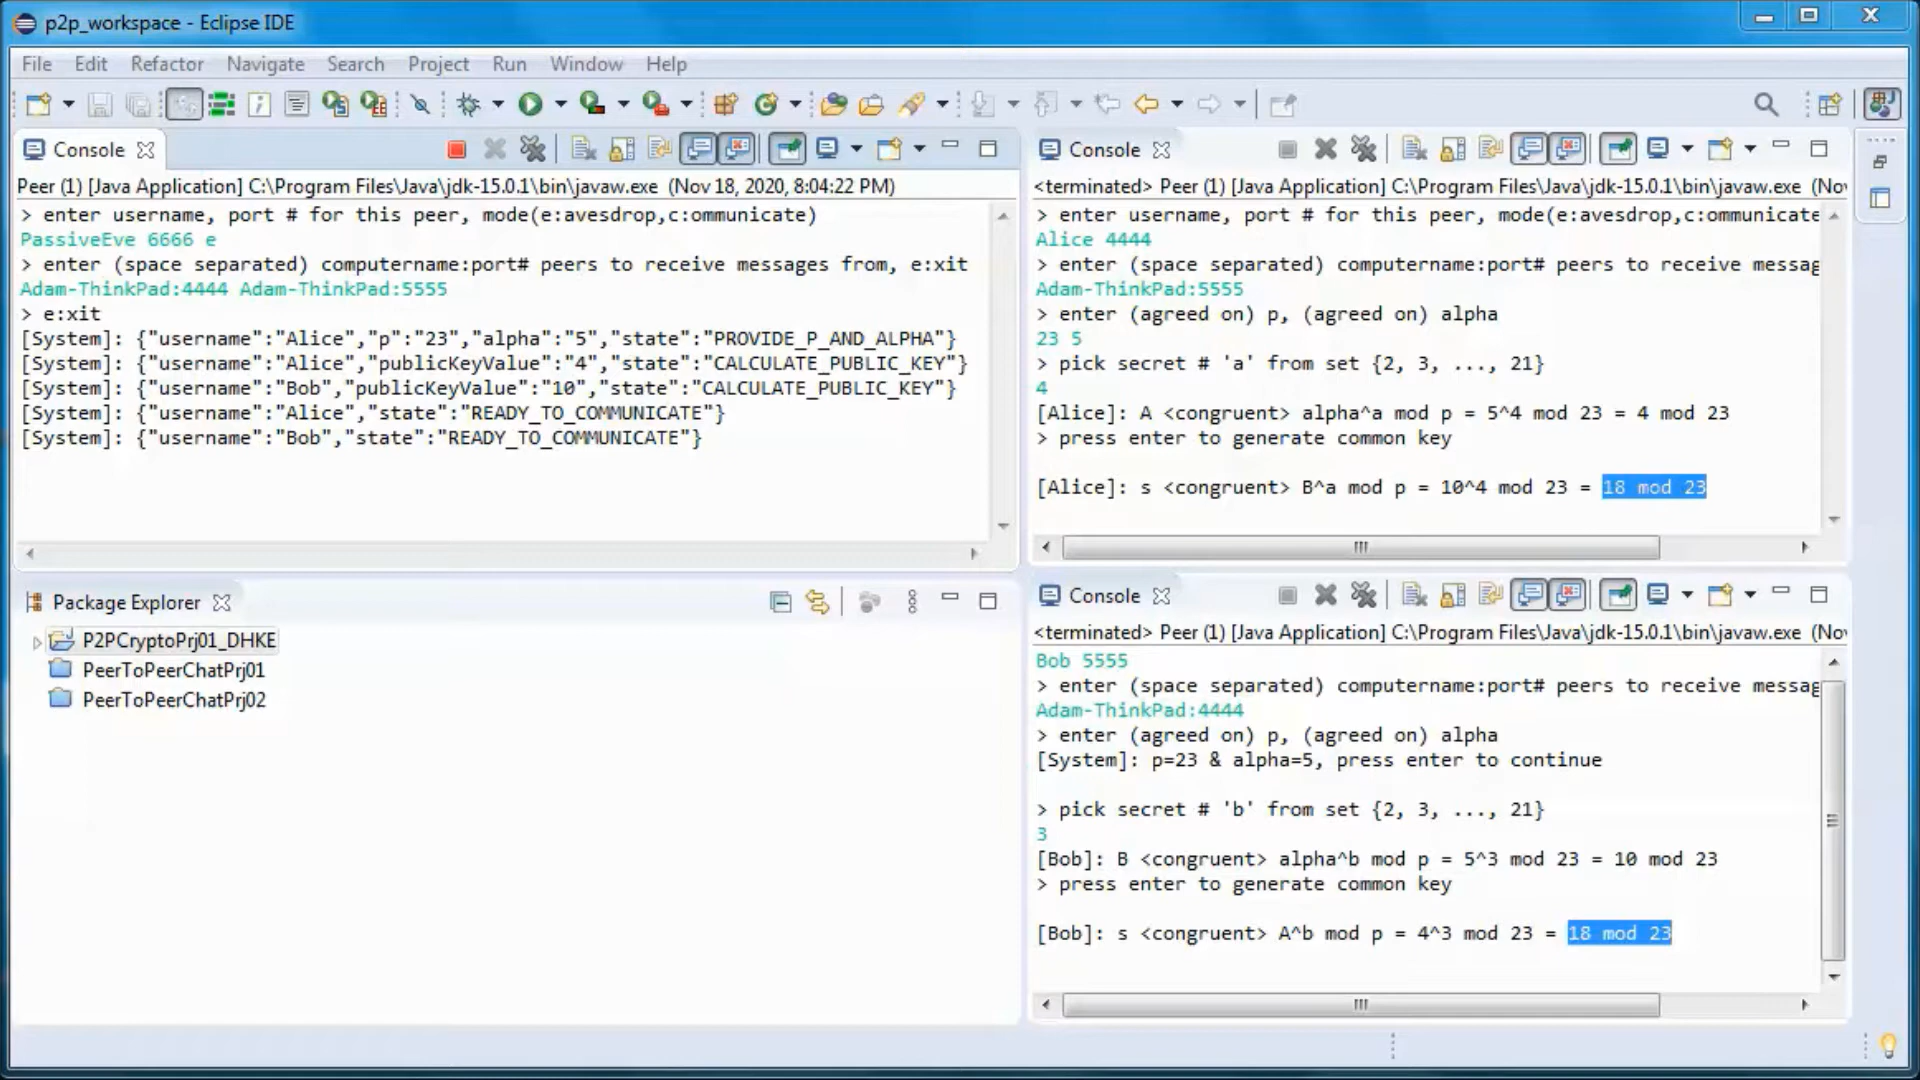 p2p_workspace - Eclipse IDE
File Edit Refactor Navigate Search Project Run Window Help
Console
Peer (1) [Java Application] C:\Program Files\Java\jdk-15.0.1\bin\javaw.exe (Nov 18, 2020, 8:04:22 PM)
> enter username, port # for this peer, mode(e:avesdrop,c:ommunicate)
PassiveEve 6666 e
> enter (space separated) computername:port# peers to receive messages from, e:xit
Adam-ThinkPad:4444 Adam-ThinkPad:5555
> e:xit
[System]: {"username":"Alice","p":"23","alpha":"5","state":"PROVIDE_P_AND_ALPHA"}
[System]: {"username":"Alice","publicKeyValue":"4","state":"CALCULATE_PUBLIC_KEY"}
[System]: {"username":"Bob","publicKeyValue":"10","state":"CALCULATE_PUBLIC_KEY"}
[System]: {"username":"Alice","state":"READY_TO_COMMUNICATE"}
[System]: {"username":"Bob","state":"READY_TO_COMMUNICATE"}
Package Explorer
P2PCryptoPrj01_DHKE
PeerToPeerChatPrj01
PeerToPeerChatPrj02
Console
<terminated> Peer (1) [Java Application] C:\Program Files\Java\jdk-15.0.1\bin\javaw.exe (Nov
> enter username, port # for this peer, mode(e:avesdrop,c:ommunicate
Alice 4444
> enter (space separated) computername:port# peers to receive messag
Adam-ThinkPad:5555
> enter (agreed on) p, (agreed on) alpha
23 5
> pick secret # 'a' from set {2, 3, ..., 21}
4
[Alice]: A <congruent> alpha^a mod p = 5^4 mod 23 = 4 mod 23
> press enter to generate common key
[Alice]: s <congruent> B^a mod p = 10^4 mod 23 = 18 mod 23
Console
<terminated> Peer (1) [Java Application] C:\Program Files\Java\jdk-15.0.1\bin\javaw.exe (Nov
Bob 5555
> enter (space separated) computername:port# peers to receive messag
Adam-ThinkPad:4444
> enter (agreed on) p, (agreed on) alpha
[System]: p=23 & alpha=5, press enter to continue
> pick secret # 'b' from set {2, 3, ..., 21}
3
[Bob]: B <congruent> alpha^b mod p = 5^3 mod 23 = 10 mod 23
> press enter to generate common key
[Bob]: s <congruent> A^b mod p = 4^3 mod 23 = 18 mod 23